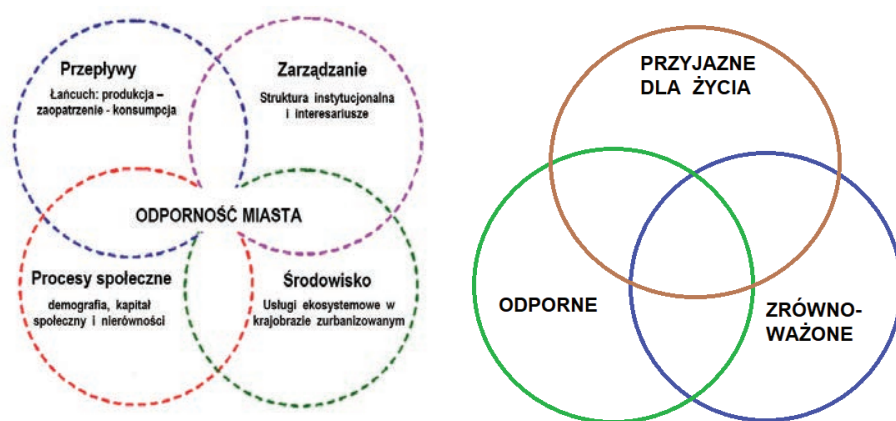 Przepływy
Łańcuch: produkcja –
zaopatrzenie - konsumpcja
Zarządzanie
Struktura instytucjonalna
i interesariusze
ODPORNOŚĆ MIASTA
Procesy społeczne
demografia, kapitał
społeczny i nierówności
Środowisko
Usługi ekosystemowe w
krajobrazie zurbanizowanym
PRZYJAZNE
DLA ŻYCIA
ODPORNE
ZRÓWNO-
WAŻONE